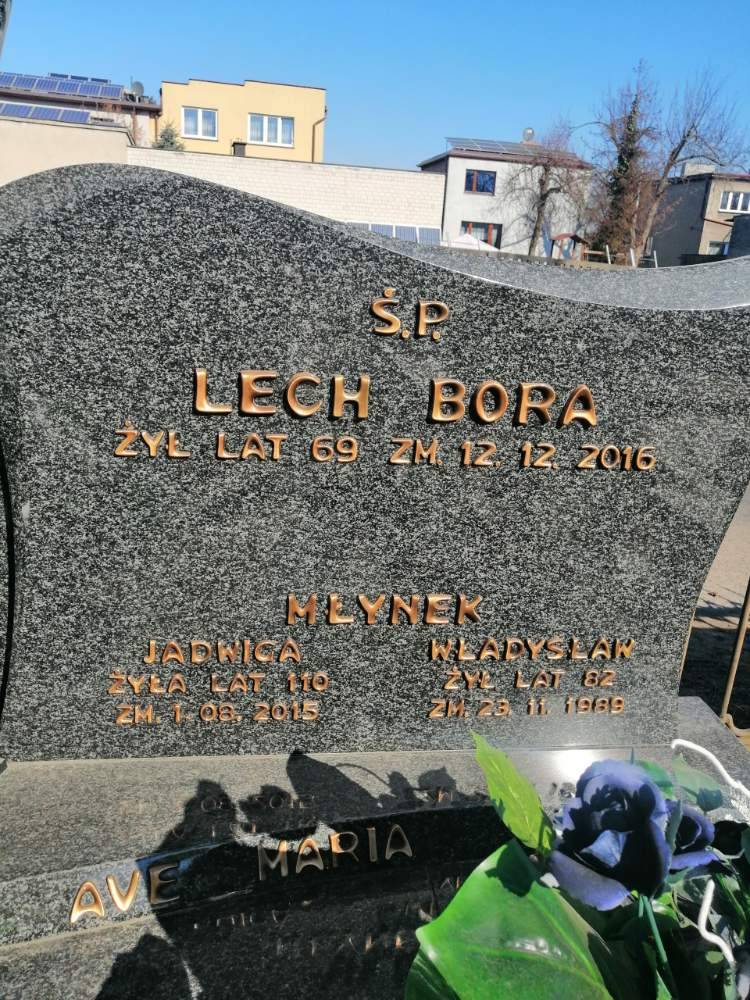 Ś.P.
LECH BORA
ŻYŁ LAT 69 ZM. 12. 12. 2016
MŁYNEK
JADWIGA
ŻYŁA LAT 110
ZM. 1. 08. 2015
WŁADYSŁAW
ŻYŁ LAT 82
ZM. 23. 11. 1989
AVE MARIA